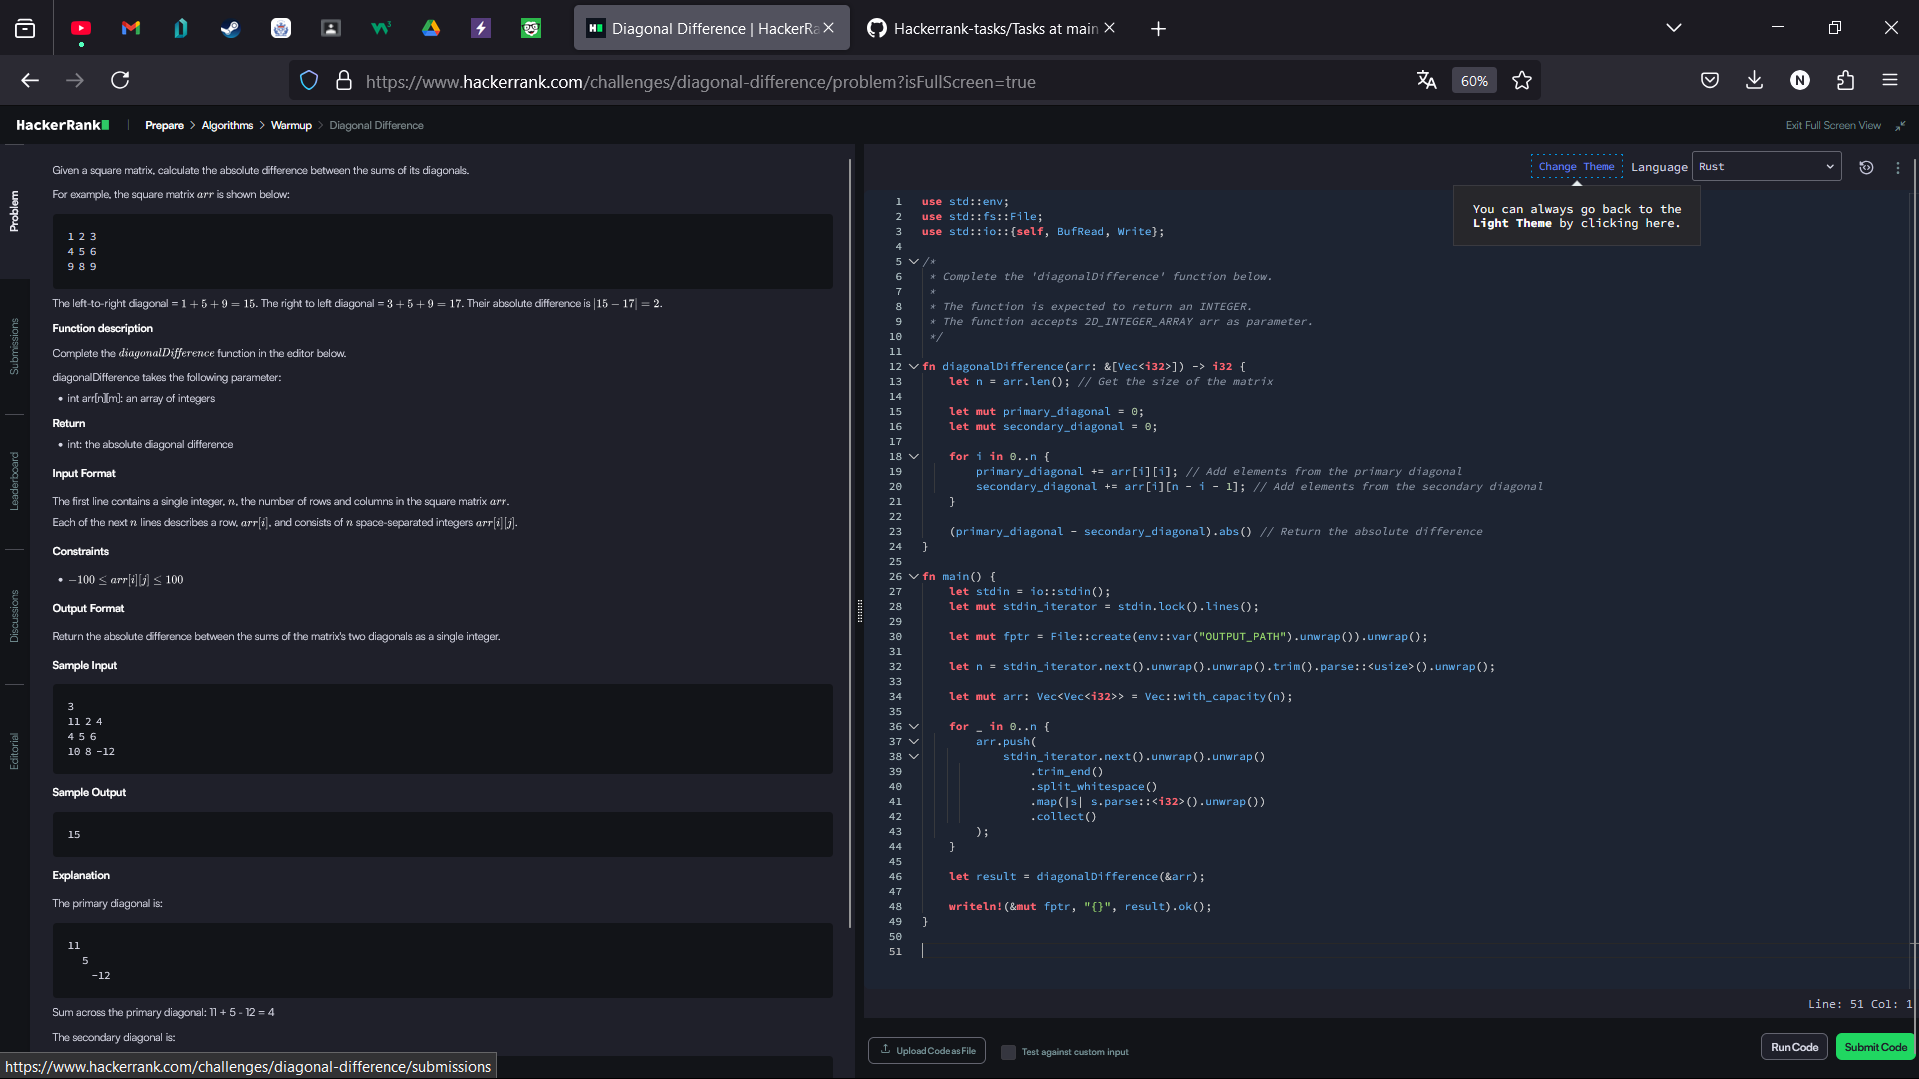 Diagonal Difference | HackerRa
Hackerrank-tasks/Tasks at main
https://www.hackerrank.com/challenges/diagonal-difference/problem?isFullScreen=true
60%
N
HackerRank
Prepare > Algorithms > Warmup > Diagonal Difference
Exit Full Screen View
Problem
Submissions
Leaderboard
Discussions
Editorial
Given a square matrix, calculate the absolute difference between the sums of its diagonals.
For example, the square matrix arr is shown below:
1 2 3
4 5 6
9 8 9
The left-to-right diagonal = 1 + 5 + 9 = 15. The right to left diagonal = 3 + 5 + 9 = 17. Their absolute difference is |15 − 17| = 2.
Function description
Complete the diagonalDifference function in the editor below.
diagonalDifference takes the following parameter:
• int arr[n][m]: an array of integers
Return
• int: the absolute diagonal difference
Input Format
The first line contains a single integer, n, the number of rows and columns in the square matrix arr.
Each of the next n lines describes a row, arr[i], and consists of n space-separated integers arr[i][j].
Constraints
• −100 ≤ arr[i][j] ≤ 100
Output Format
Return the absolute difference between the sums of the matrix's two diagonals as a single integer.
Sample Input
3
11 2 4
4 5 6
10 8 -12
Sample Output
15
Explanation
The primary diagonal is:
11
5
-12
Sum across the primary diagonal: 11 + 5 - 12 = 4
The secondary diagonal is:
https://www.hackerrank.com/challenges/diagonal-difference/submissions
Change Theme
Language
Rust
You can always go back to the
Light Theme by clicking here.
1 use std::env;
2 use std::fs::File;
3 use std::io::{self, BufRead, Write};
4
5 /*
6 * Complete the 'diagonalDifference' function below.
7 *
8 * The function is expected to return an INTEGER.
9 * The function accepts 2D_INTEGER_ARRAY arr as parameter.
10 */
11
12 fn diagonalDifference(arr: &[Vec<i32>]) -> i32 {
13 let n = arr.len(); // Get the size of the matrix
14
15 let mut primary_diagonal = 0;
16 let mut secondary_diagonal = 0;
17
18 for i in 0..n {
19 primary_diagonal += arr[i][i]; // Add elements from the primary diagonal
20 secondary_diagonal += arr[i][n - i - 1]; // Add elements from the secondary diagonal
21 }
22
23 (primary_diagonal - secondary_diagonal).abs() // Return the absolute difference
24 }
25
26 fn main() {
27 let stdin = io::stdin();
28 let mut stdin_iterator = stdin.lock().lines();
29
30 let mut fptr = File::create(env::var("OUTPUT_PATH").unwrap()).unwrap();
31
32 let n = stdin_iterator.next().unwrap().unwrap().trim().parse::<usize>().unwrap();
33
34 let mut arr: Vec<Vec<i32>> = Vec::with_capacity(n);
35
36 for _ in 0..n {
37 arr.push(
38 stdin_iterator.next().unwrap().unwrap()
39 .trim_end()
40 .split_whitespace()
41 .map(|s| s.parse::<i32>().unwrap())
42 .collect()
43 );
44 }
45
46 let result = diagonalDifference(&arr);
47
48 writeln!(&mut fptr, "{}", result).ok();
49 }
50
51
Line: 51 Col: 1
Upload Code as File
Test against custom input
Run Code
Submit Code